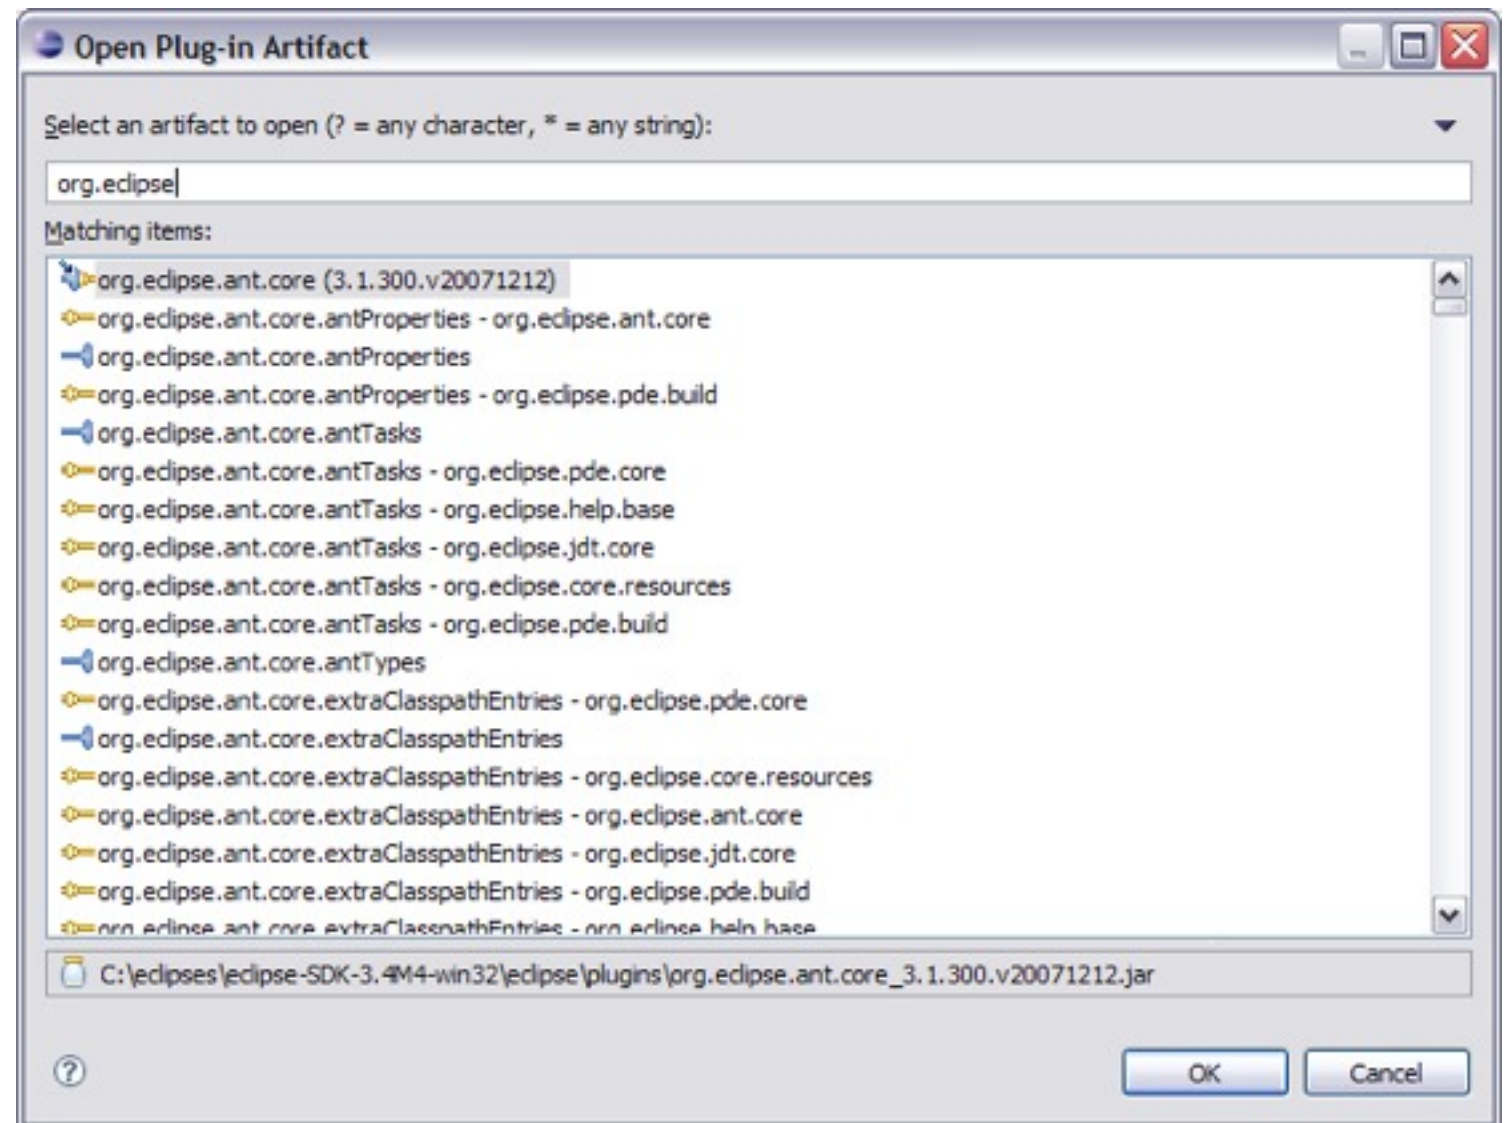 Open Plug-in Artifact
Select an artifact to open (? = any character, * = any string):
org.eclipse
Matching items:
org.eclipse.ant.core (3.1.300.v20071212)
org.eclipse.ant.core.antProperties - org.eclipse.ant.core
org.eclipse.ant.core.antProperties
org.eclipse.ant.core.antProperties - org.eclipse.pde.build
org.eclipse.ant.core.antTasks
org.eclipse.ant.core.antTasks - org.eclipse.pde.core
org.eclipse.ant.core.antTasks - org.eclipse.help.base
org.eclipse.ant.core.antTasks - org.eclipse.jdt.core
org.eclipse.ant.core.antTasks - org.eclipse.core.resources
org.eclipse.ant.core.antTasks - org.eclipse.pde.build
org.eclipse.ant.core.antTypes
org.eclipse.ant.core.extraClasspathEntries - org.eclipse.pde.core
org.eclipse.ant.core.extraClasspathEntries
org.eclipse.ant.core.extraClasspathEntries - org.eclipse.core.resources
org.eclipse.ant.core.extraClasspathEntries - org.eclipse.ant.core
org.eclipse.ant.core.extraClasspathEntries - org.eclipse.jdt.core
org.eclipse.ant.core.extraClasspathEntries - org.eclipse.pde.build
org.eclipse.ant.core.extraClasspathEntries - org.eclipse.help.base
C:\eclipses\eclipse-SDK-3.4M4-win32\eclipse\plugins\org.eclipse.ant.core_3.1.300.v20071212.jar
OK Cancel